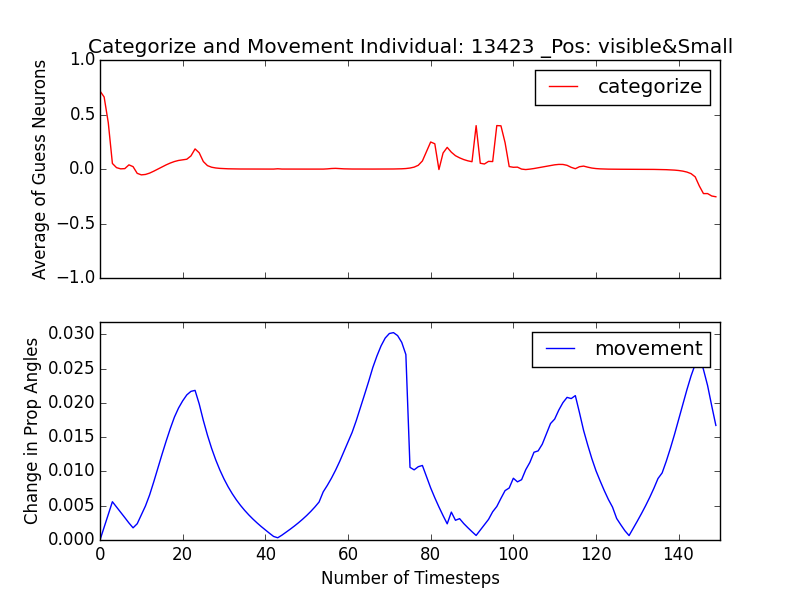 Categorize and Movement Individual: 13423 _Pos: visible&Small
1.0
0.5
0.0
−0.5
−1.0
Average of Guess Neurons
categorize
0.030
0.025
0.020
0.015
0.010
0.005
0.000
Change in Prop Angles
movement
0 20 40 60 80 100 120 140
Number of Timesteps